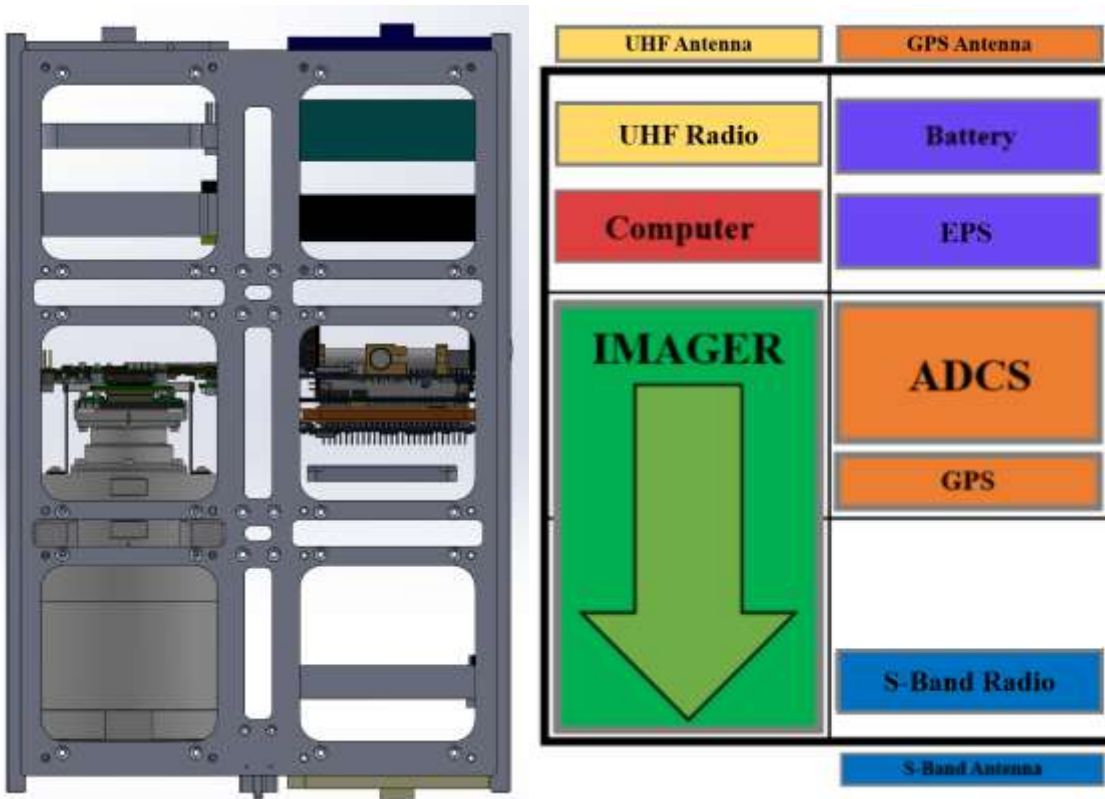 UHF Antenna
GPS Antenna
UHF Radio
Battery
Computer
EPS
IMAGER
ADCS
GPS
S-Band Radio
S-Band Antenna